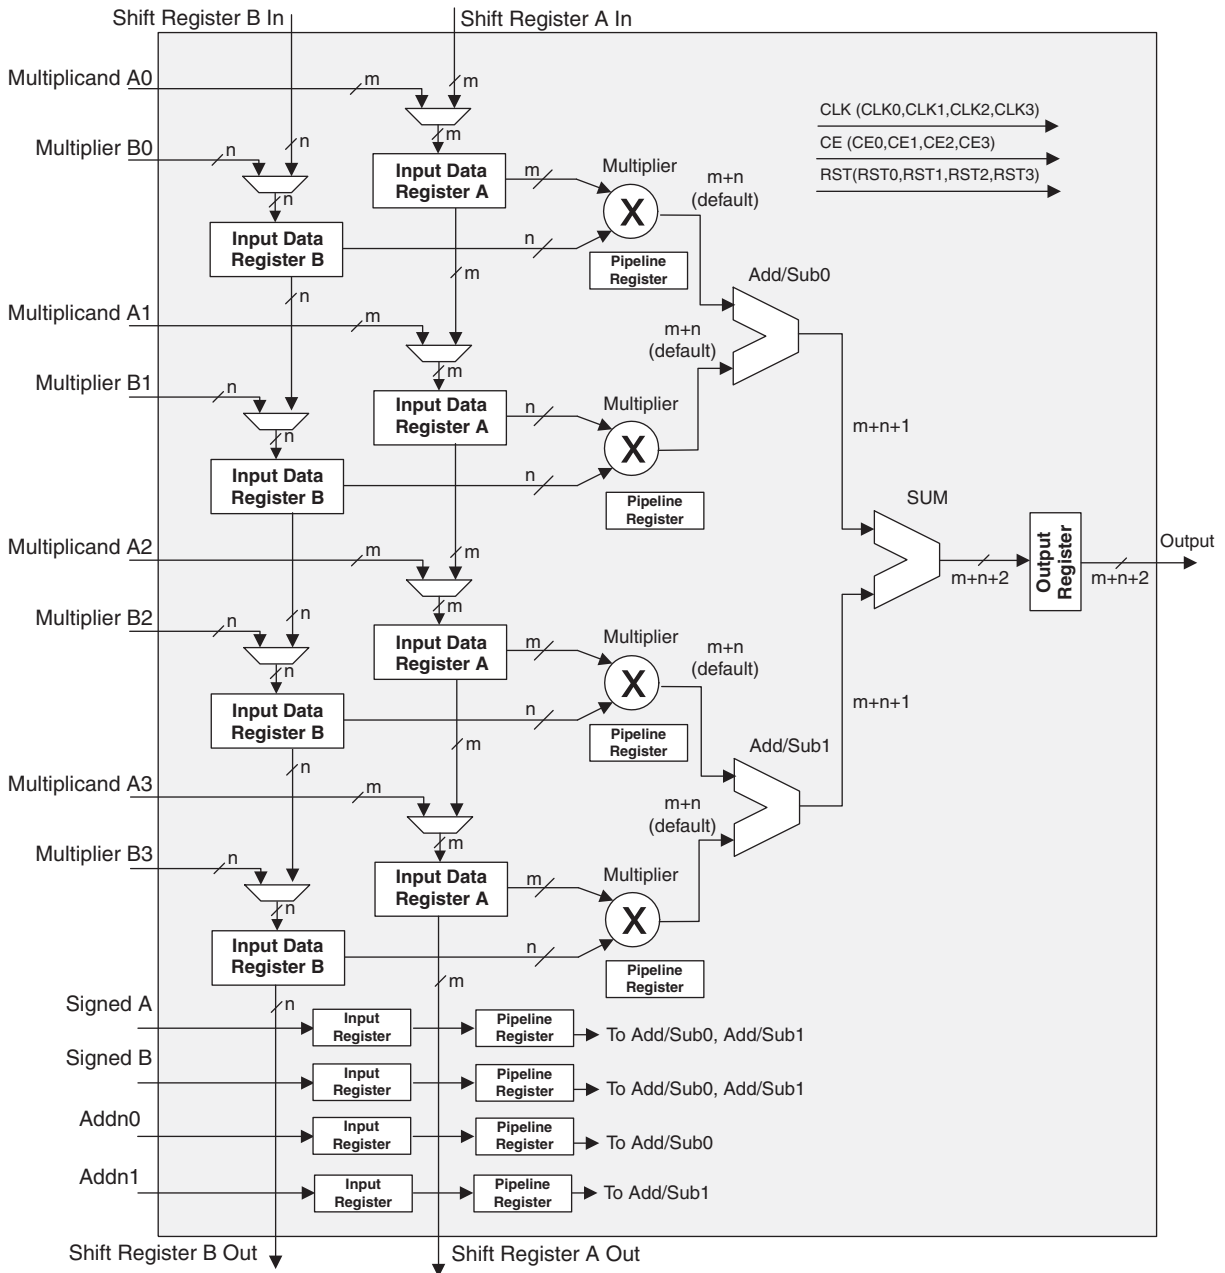 Shift Register B In
Shift Register A In
Multiplicand A0
m
m
CLK (CLK0,CLK1,CLK2,CLK3)
CE (CE0,CE1,CE2,CE3)
RST(RST0,RST1,RST2,RST3)
Multiplier B0
n
n
m
Input Data
Register A
m
Multiplier
m+n
(default)
n
Input Data
Register B
n
X
Pipeline
Register
m
n
Add/Sub0
Multiplicand A1
m
m+n
(default)
m
Multiplier B1
n
Input Data
Register A
n
Multiplier
n
X
m+n+1
Input Data
Register B
n
Pipeline
Register
SUM
Multiplicand A2
m
m
m
m+n+2
Output
Register
m+n+2
Output
Multiplier B2
n
n
Input Data
Register A
m
Multiplier
m+n
(default)
n
X
Input Data
Register B
n
Pipeline
Register
m
n
m+n+1
Add/Sub1
Multiplicand A3
m
m+n
(default)
m
Multiplier B3
n
Input Data
Register A
m
Multiplier
n
X
Input Data
Register B
n
Pipeline
Register
m
n
Signed A
Input
Register
Pipeline
Register
To Add/Sub0, Add/Sub1
Signed B
Input
Register
Pipeline
Register
To Add/Sub0, Add/Sub1
Addn0
Input
Register
Pipeline
Register
To Add/Sub0
Addn1
Input
Register
Pipeline
Register
To Add/Sub1
Shift Register B Out
Shift Register A Out